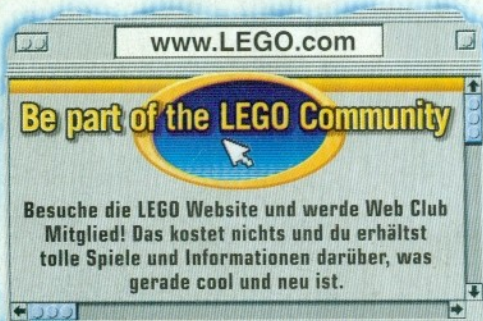 www.LEGO.com
Be part of the LEGO Community
Besuche die LEGO Website und werde Web Club
Mitglied! Das kostet nichts und du erhältst
tolle Spiele und Informationen darüber, was
gerade cool und neu ist.